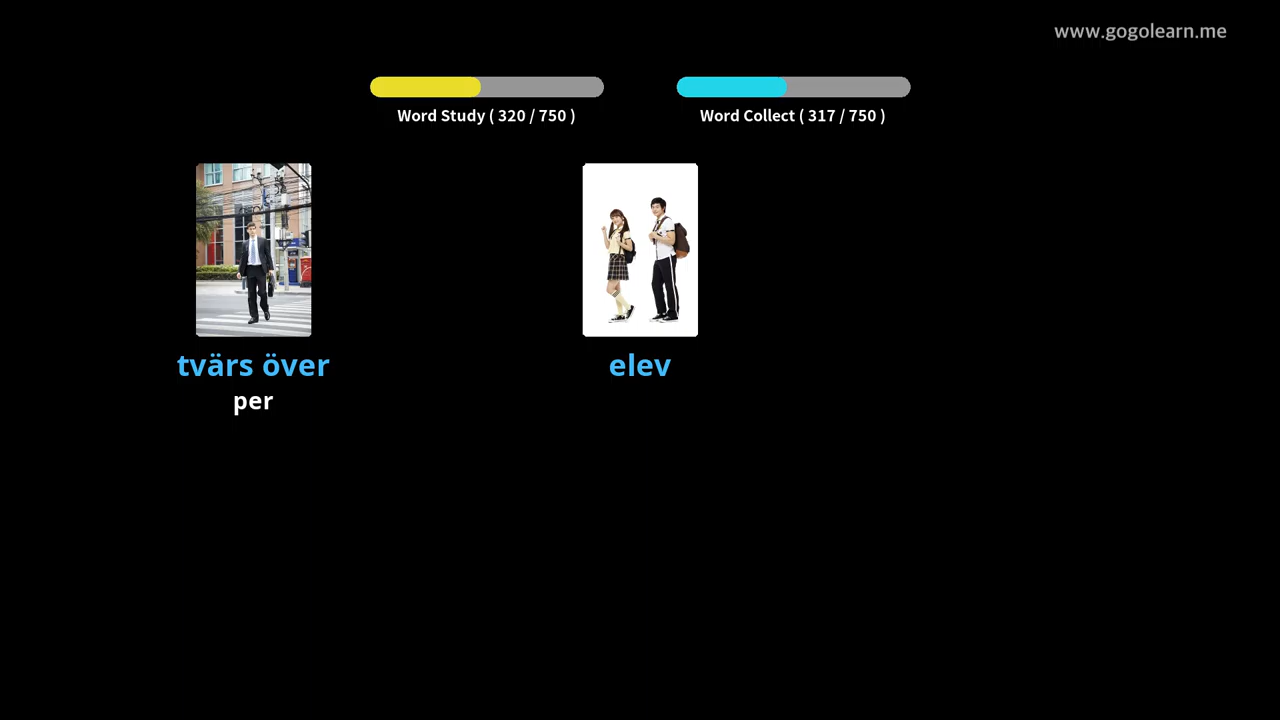 www.gogolearn.me
Word Study ( 320 / 750 )
Word Collect ( 317 / 750 )
tvärs över
per
elev